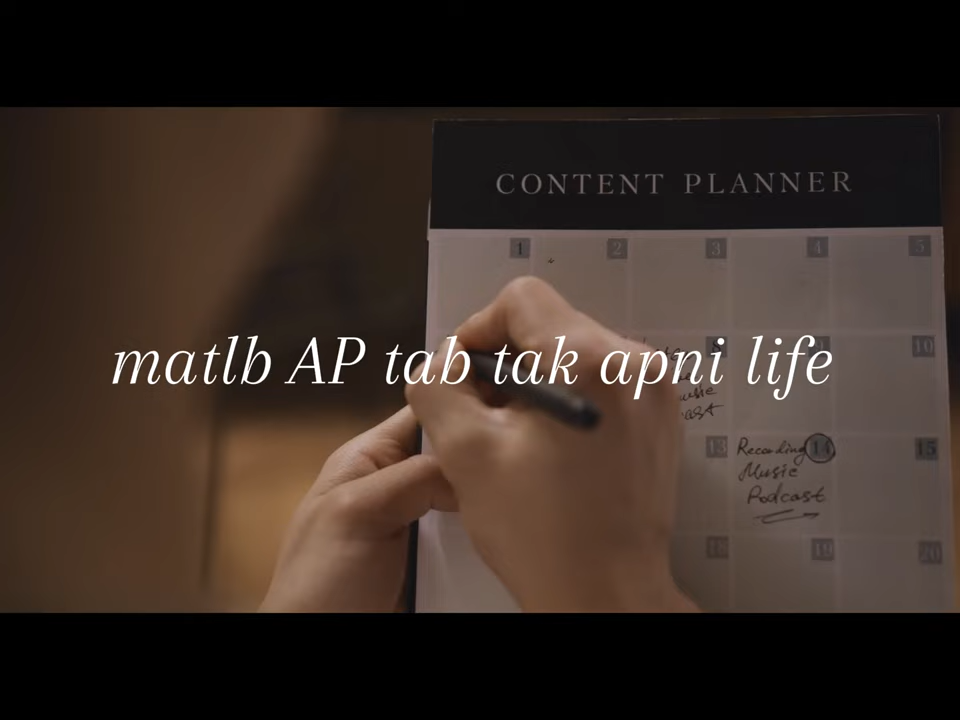 CONTENT PLANNER
1 2 3 4 5
10
matlb AP tab tak apni life
13 14 15
Recording
Music
Podcast
18 19 20